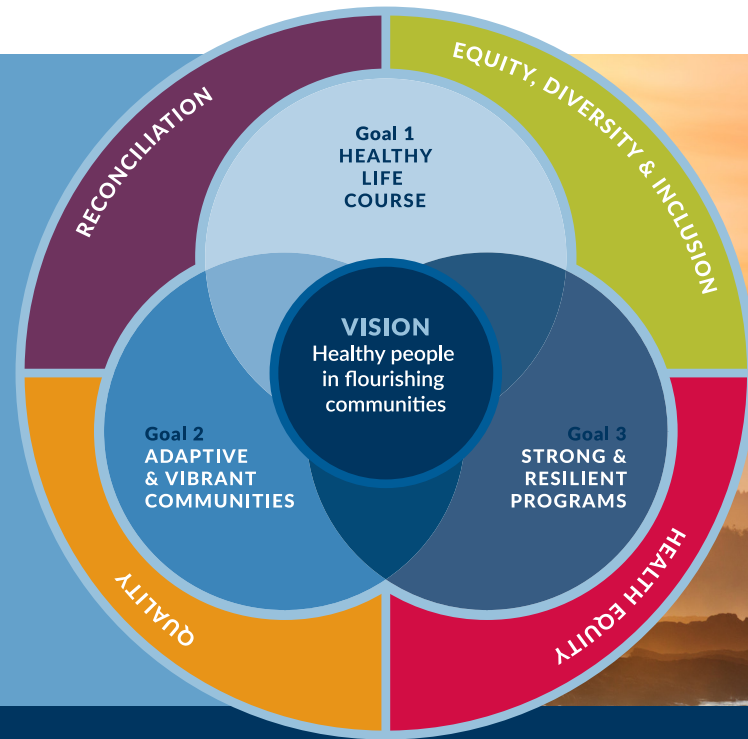 RECONCILIATION
EQUITY, DIVERSITY & INCLUSION
Goal 1
HEALTHY
LIFE
COURSE
VISION
Healthy people
in flourishing
communities
Goal 2
ADAPTIVE
& VIBRANT
COMMUNITIES
Goal 3
STRONG &
RESILIENT
PROGRAMS
QUALITY
HEALTH EQUITY